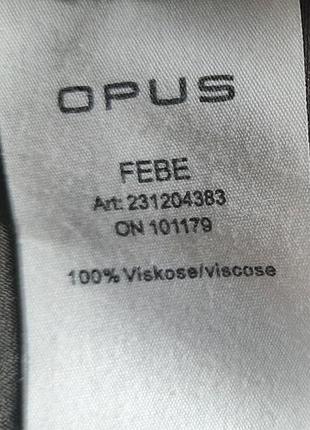 OPUS
FEBE
Art: 231204383
ON 101179
100% Viskose/viscose